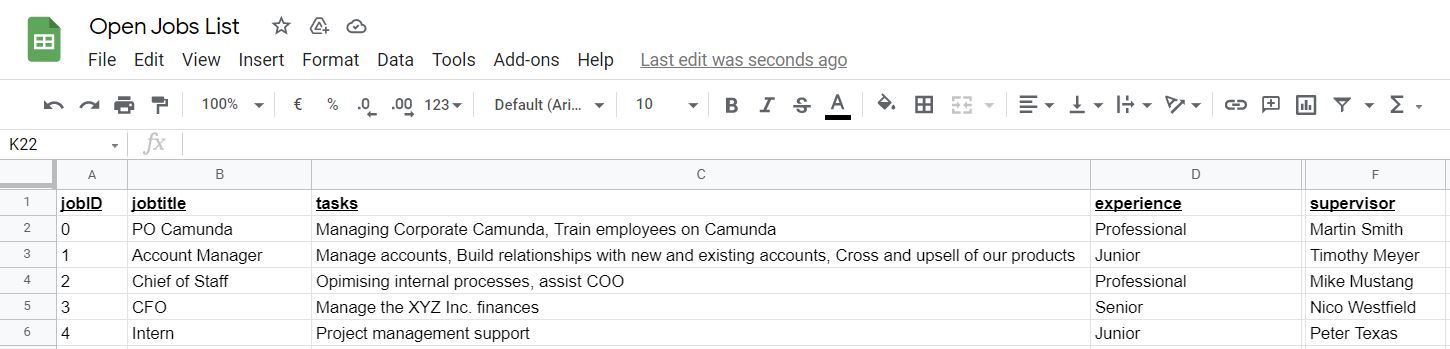 Open Jobs List
File Edit View Insert Format Data Tools Add-ons Help Last edit was seconds ago
100% € % .0 .00 123 Default (Ari... 10 B I S A Σ
K22 fx
A B C D F
1 jobID jobtitle tasks experience supervisor
2 0 PO Camunda Managing Corporate Camunda, Train employees on Camunda Professional Martin Smith
3 1 Account Manager Manage accounts, Build relationships with new and existing accounts, Cross and upsell of our products Junior Timothy Meyer
4 2 Chief of Staff Opimising internal processes, assist COO Professional Mike Mustang
5 3 CFO Manage the XYZ Inc. finances Senior Nico Westfield
6 4 Intern Project management support Junior Peter Texas